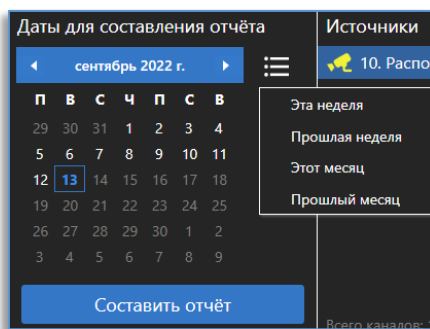 Даты для составления отчёта
Источники
сентябрь 2022 г.
10. Распо
П В С Ч П С В
29 30 31 1 2 3 4
5 6 7 8 9 10 11
12 13 14 15 16 17 18
19 20 21 22 23 24 25
26 27 28 29 30 1 2
3 4 5 6 7 8 9
Эта неделя
Прошлая неделя
Этот месяц
Прошлый месяц
Составить отчёт
Всего каналов: